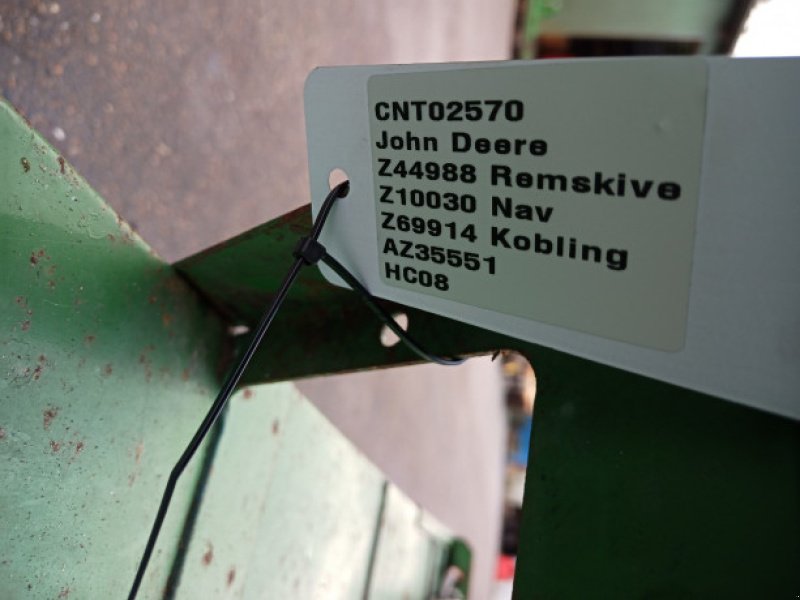 CNT02570
John Deere
Z44988 Remskive
Z10030 Nav
Z69914 Kobling
AZ35551
HC08